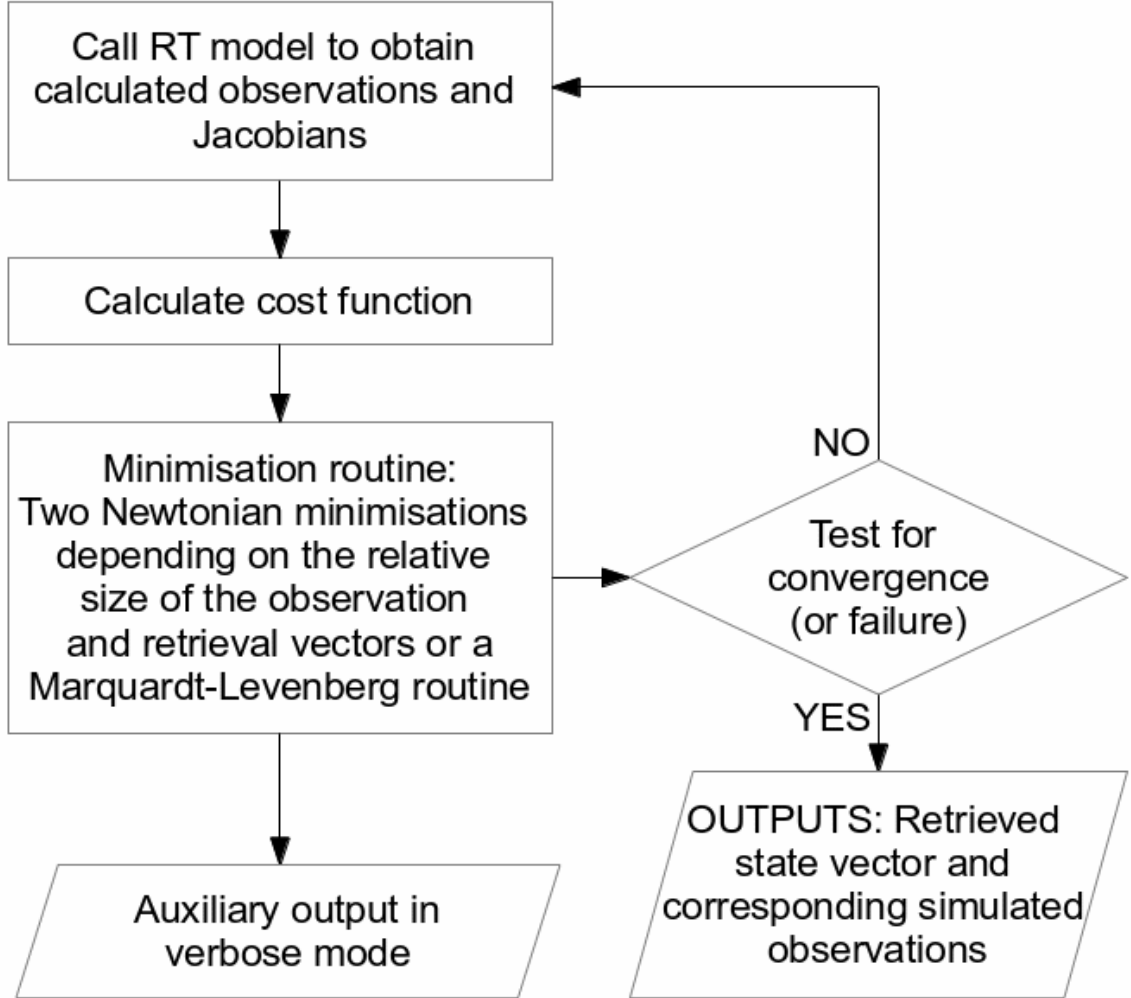 Call RT model to obtain
calculated observations and
Jacobians
Calculate cost function
Minimisation routine:
Two Newtonian minimisations
depending on the relative
size of the observation
and retrieval vectors or a
Marquardt-Levenberg routine
NO
Test for
convergence
(or failure)
YES
OUTPUTS: Retrieved
state vector and
corresponding simulated
observations
Auxiliary output in
verbose mode